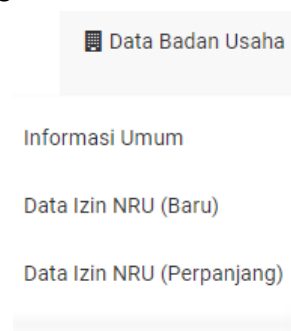 Data Badan Usaha
Informasi Umum
Data Izin NRU (Baru)
Data Izin NRU (Perpanjang)